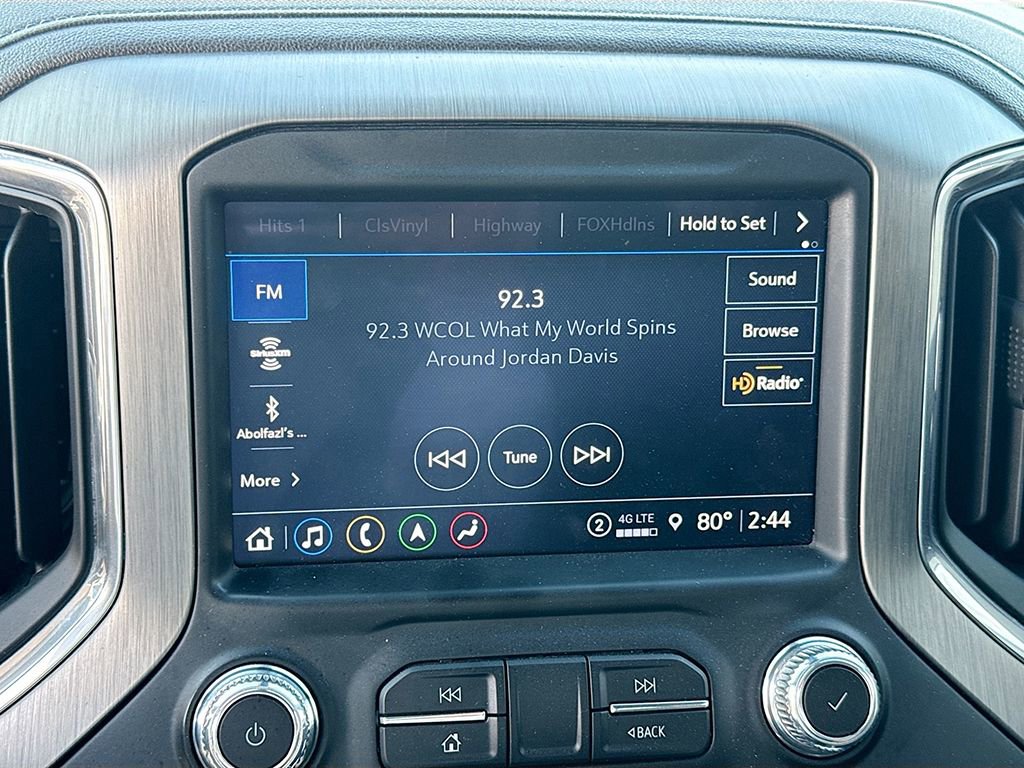 Hits 1 ClsVinyl Highway FOXHdlns Hold to Set
FM
92.3
92.3 WCOL What My World Spins
Around Jordan Davis
Sound
Browse
HD Radio
SiriusXM
Abolfazl's ...
More
Tune
2 4G LTE 80° 2:44
BACK